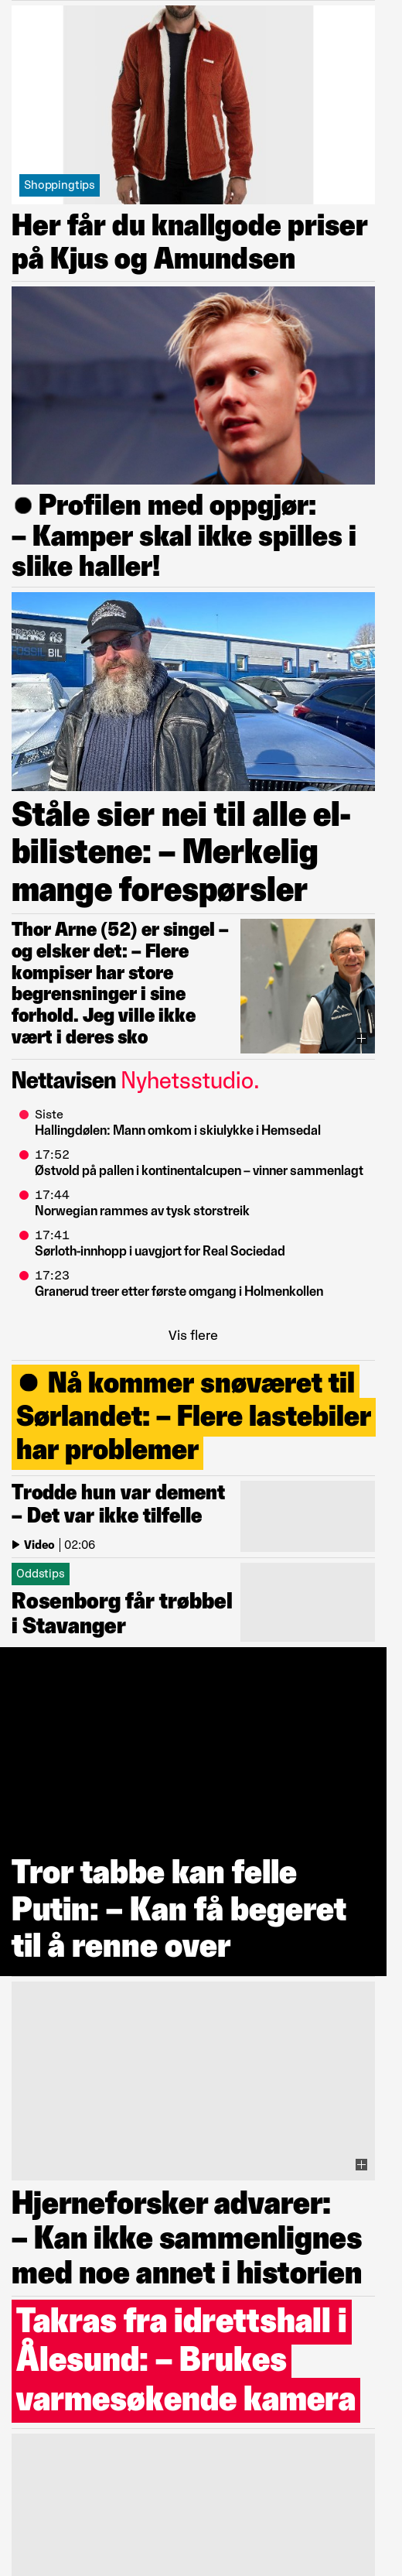 Shoppingtips
Her får du knallgode priser
på Kjus og Amundsen
Profilen med oppgjør:
– Kamper skal ikke spilles i
slike haller!
BIL
Ståle sier nei til alle el-
bilistene: – Merkelig
mange forespørsler
Thor Arne (52) er singel –
og elsker det: – Flere
kompiser har store
begrensninger i sine
forhold. Jeg ville ikke
vært i deres sko
Nettavisen Nyhetsstudio.
Siste
Hallingdølen: Mann omkom i skiulykke i Hemsedal
17:52
Østvold på pallen i kontinentalcupen – vinner sammenlagt
17:44
Norwegian rammes av tysk storstreik
17:41
Sørloth-innhopp i uavgjort for Real Sociedad
17:23
Granerud treer etter første omgang i Holmenkollen
Vis flere
Nå kommer snøværet til
Sørlandet: – Flere lastebiler
har problemer
Trodde hun var dement
– Det var ikke tilfelle
Video | 02:06
Oddstips
Rosenborg får trøbbel
i Stavanger
Tror tabbe kan felle
Putin: – Kan få begeret
til å renne over
Hjerneforsker advarer:
– Kan ikke sammenlignes
med noe annet i historien
Takras fra idrettshall i
Ålesund: – Brukes
varmesøkende kamera